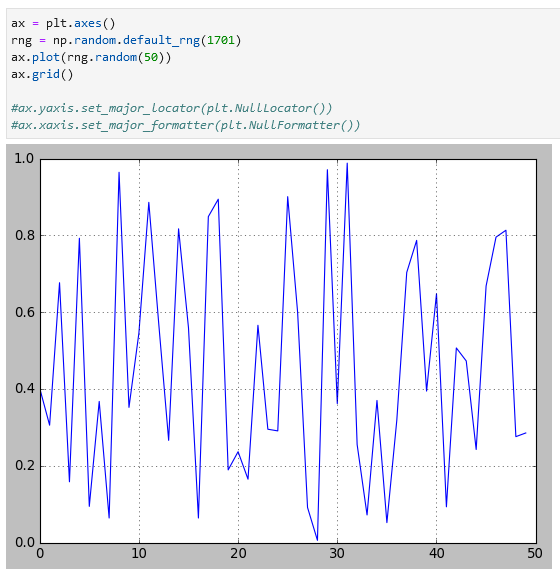 ax = plt.axes()
rng = np.random.default_rng(1701)
ax.plot(rng.random(50))
ax.grid()
#ax.yaxis.set_major_locator(plt.NullLocator())
#ax.xaxis.set_major_formatter(plt.NullFormatter())
1.0
0.8
0.6
0.4
0.2
0.0
0 10 20 30 40 50